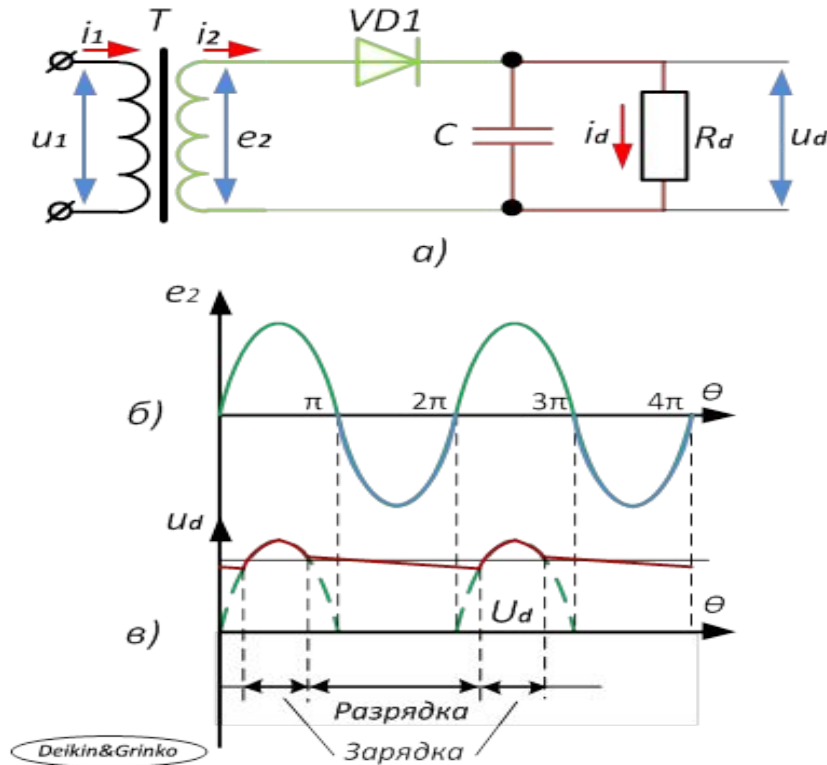 i₁ T i₂ VD1
u₁ e₂ C i_d R_d u_d
а)
e₂
б) π 2π 3π 4π Θ
u_d
в) U_d Θ
Разрядка
Зарядка
Deikin&Grinko